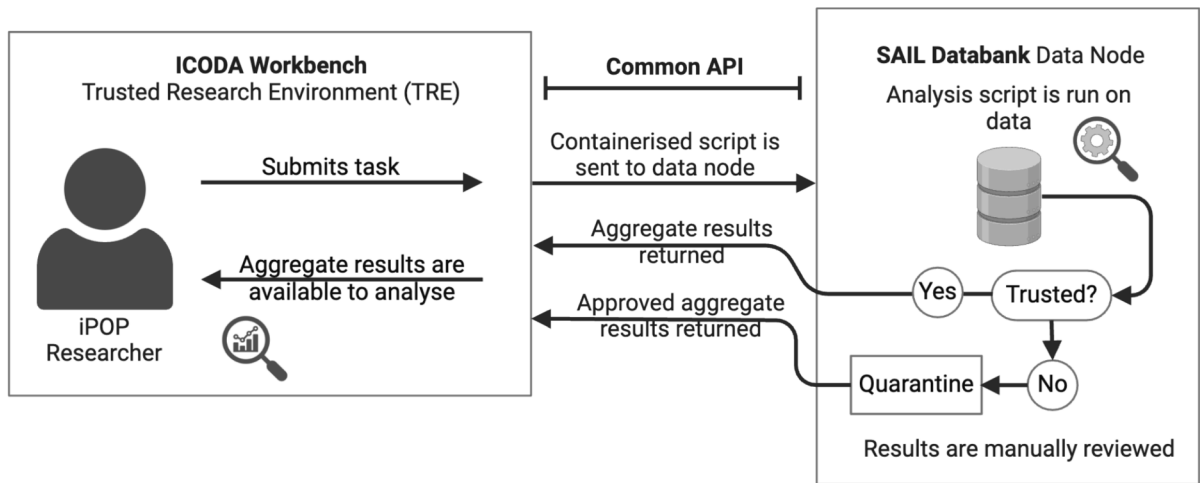 ICODA Workbench
Trusted Research Environment (TRE)
Submits task
Aggregate results are
available to analyse
iPOP
Researcher
Common API
Containerised script is
sent to data node
Aggregate results
returned
Approved aggregate
results returned
SAIL Databank Data Node
Analysis script is run on
data
Trusted?
Yes
No
Quarantine
Results are manually reviewed